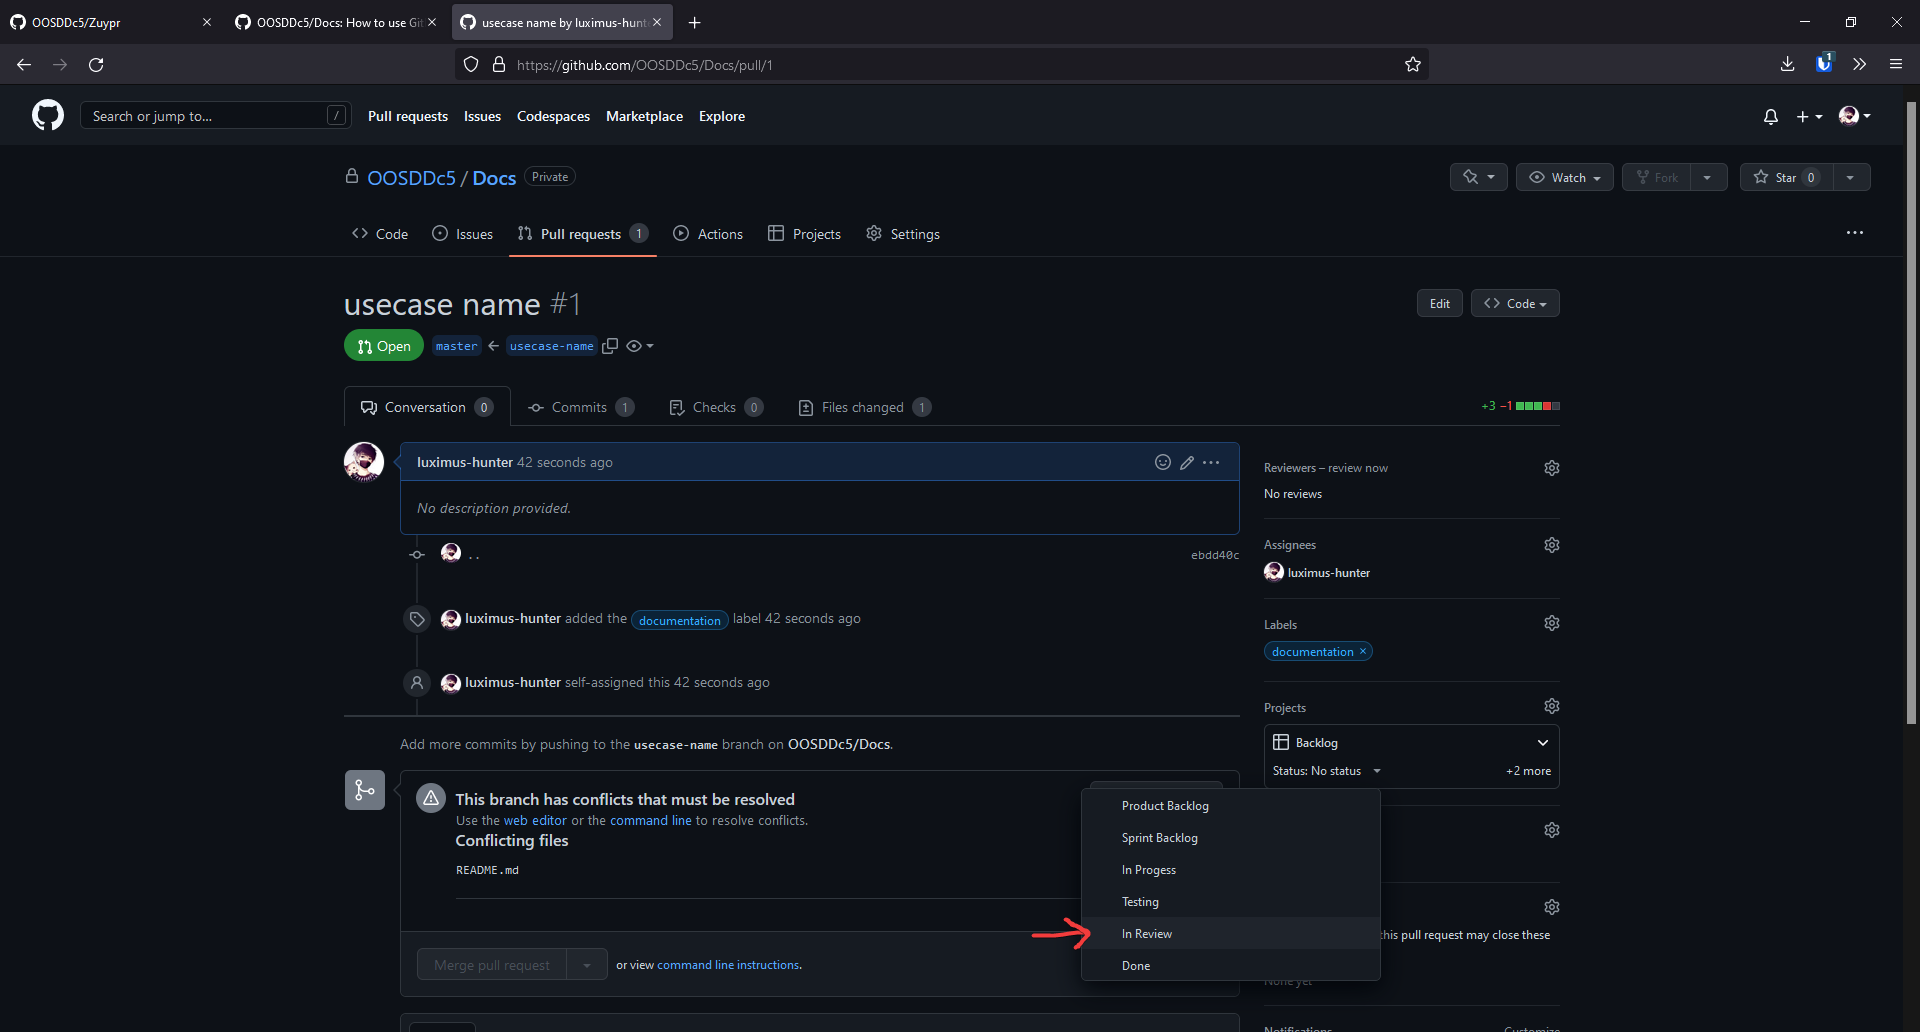 OOSDDc5/Zuypr
OOSDDc5/Docs: How to use Git
usecase name by luximus-hunt
https://github.com/OOSDDc5/Docs/pull/1
1
Search or jump to... /
Pull requests Issues Codespaces Marketplace Explore
OOSDDc5 / Docs Private
Watch Fork Star 0
Code Issues Pull requests 1 Actions Projects Settings
usecase name #1
Edit Code
Open master usecase-name
Conversation 0 Commits 1 Checks 0 Files changed 1
+3 −1
luximus-hunter 42 seconds ago
No description provided.
.. ebdd40c
luximus-hunter added the documentation label 42 seconds ago
luximus-hunter self-assigned this 42 seconds ago
Add more commits by pushing to the usecase-name branch on OOSDDc5/Docs.
This branch has conflicts that must be resolved
Use the web editor or the command line to resolve conflicts.
Conflicting files
README.md
Merge pull request or view command line instructions.
Reviewers – review now
No reviews
Assignees
luximus-hunter
Labels
documentation ×
Projects
Backlog
Status: No status +2 more
Product Backlog
Sprint Backlog
In Progess
Testing
In Review
Done
this pull request may close these
None yet
Notifications Customize